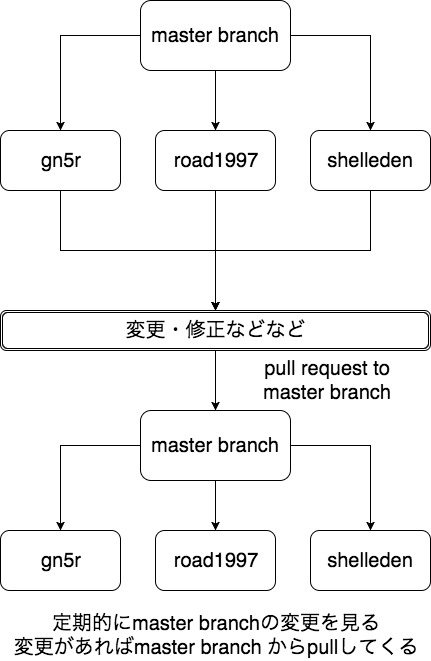 master branch
gn5r
road1997
shelleden
変更・修正などなど
pull request to
master branch
master branch
gn5r
road1997
shelleden
定期的にmaster branchの変更を見る
変更があればmaster branch からpullしてくる